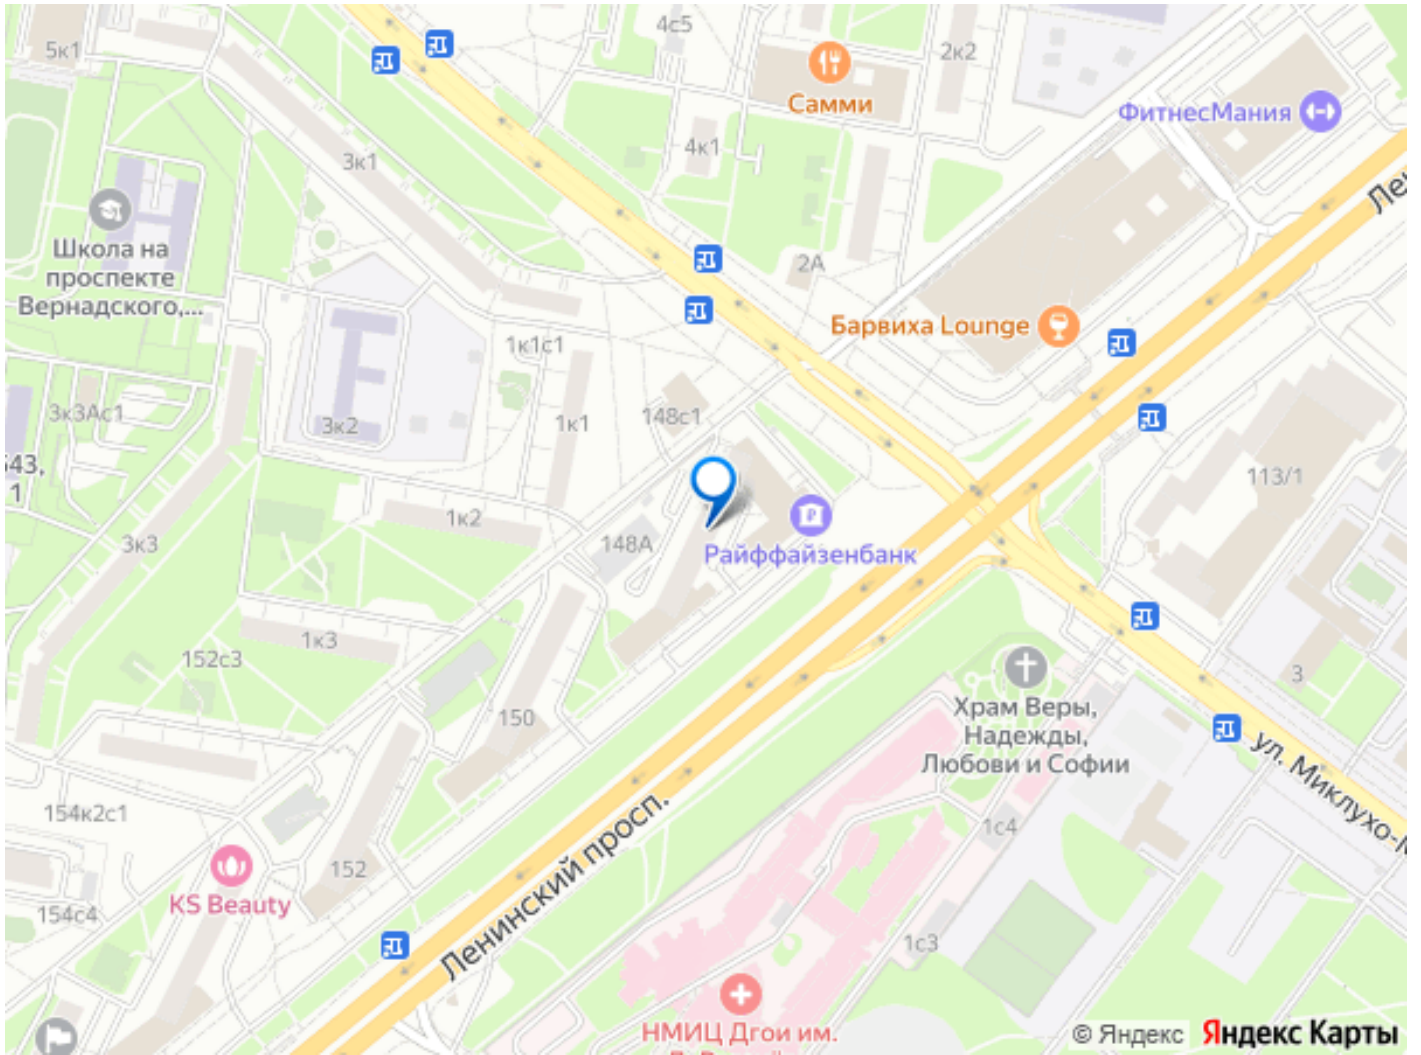 5к1
4с5
2к2
Самми
ФитнесМания
3к1
4к1
Школа на
проспекте
Вернадского,...
2А
Барвиха Lounge
1к1с1
3к3Ас1
3к2
1к1
148с1
543,
1
113/1
3к3
1к2
148А
Райффайзенбанк
1к3
152с3
3
150
Храм Веры,
Надежды,
Любови и Софии
ул. Миклухо-М
154к2с1
Ленинский просп.
1с4
152
KS Beauty
154с4
1с3
НМИЦ Дгои им.
© Яндекс Яндекс Карты